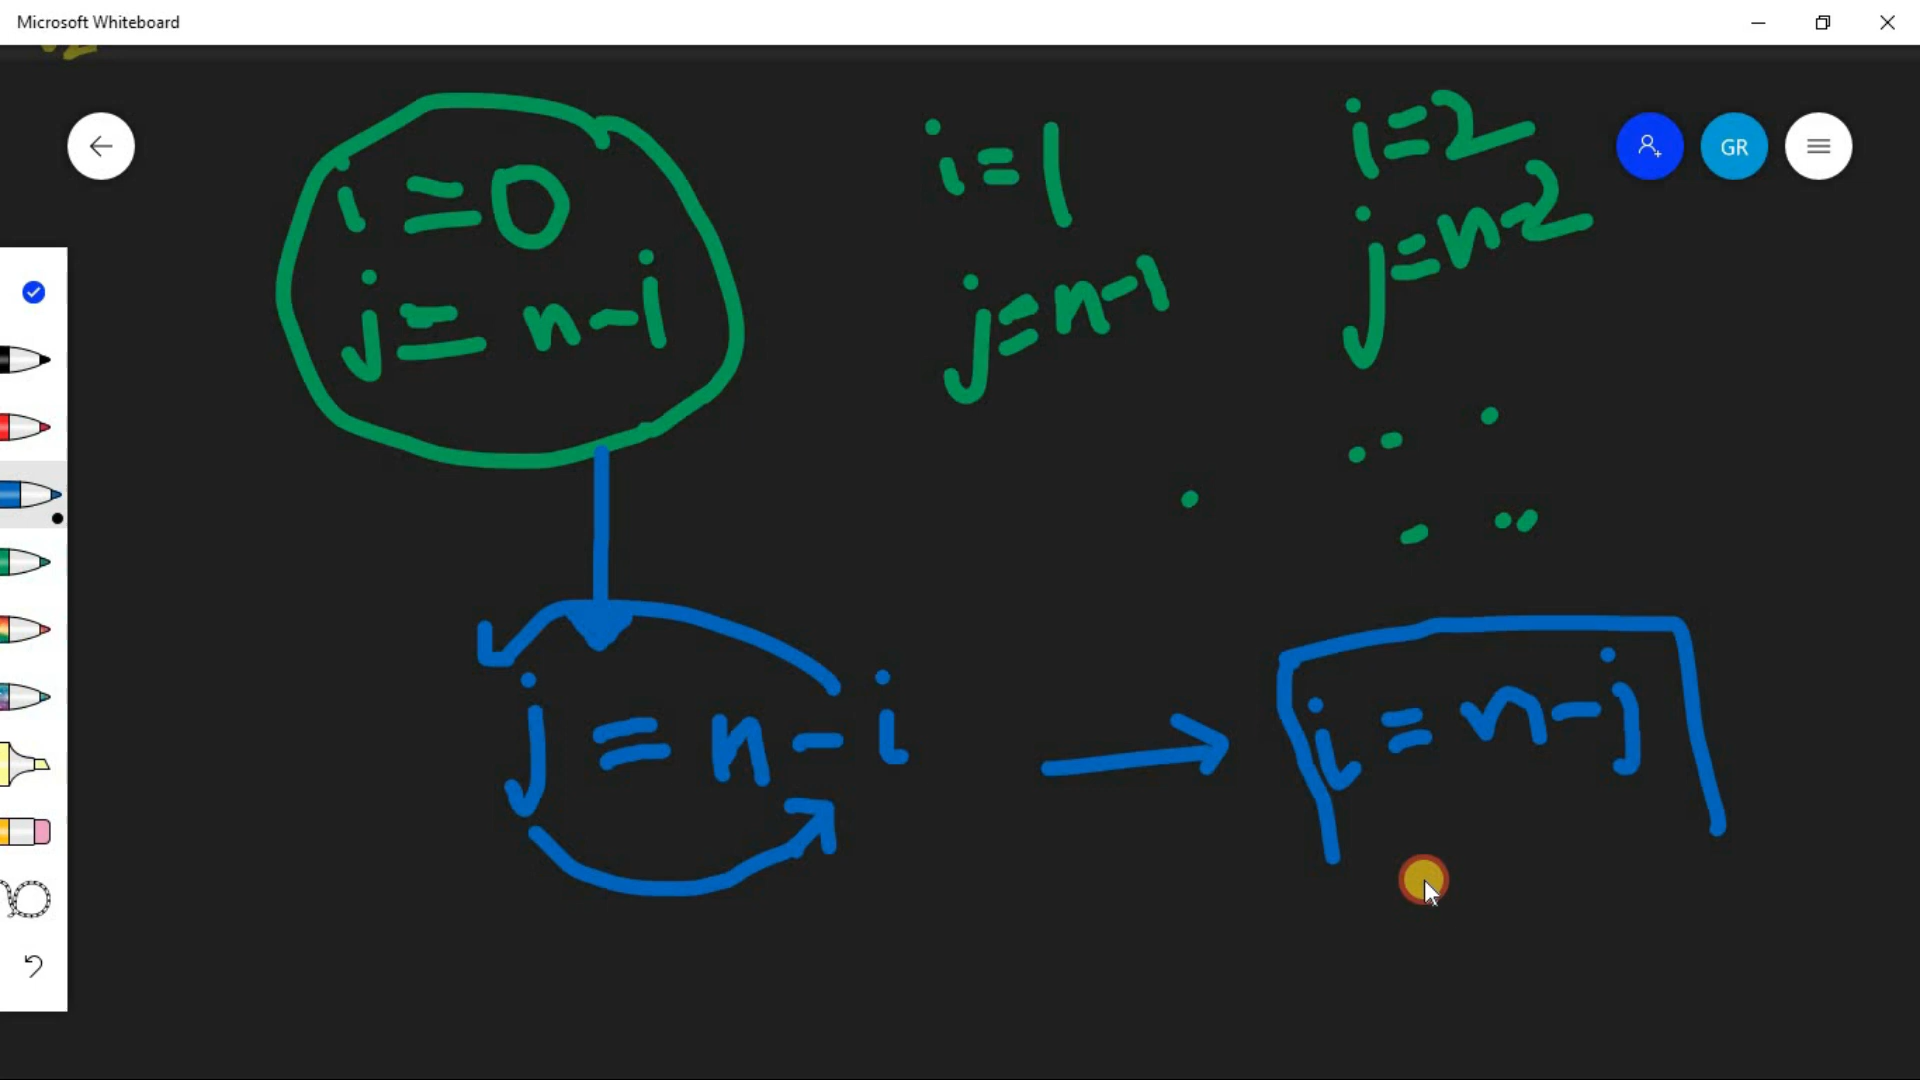 Microsoft Whiteboard
GR
i = 0
j = n - i
i = 1
j = n - 1
i = 2
j = n - 2
j = n - i
i = n - j